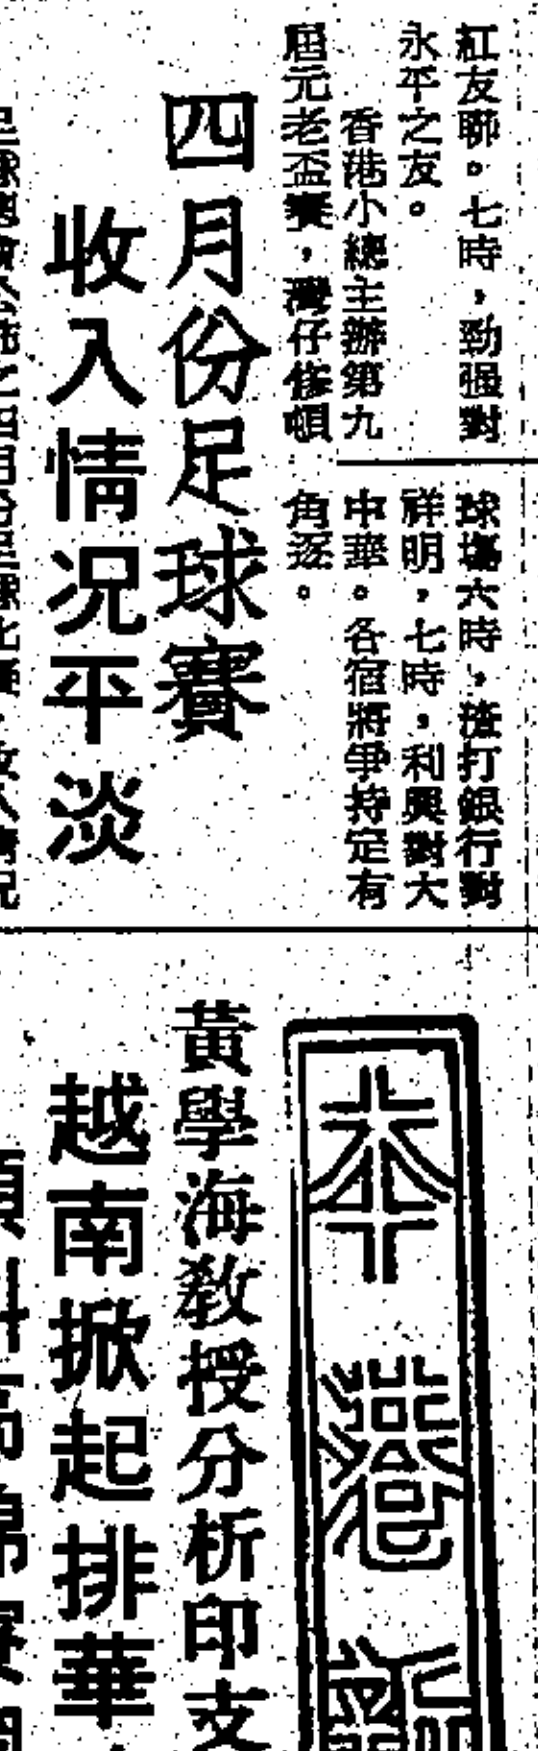 紅友聯。七時，勁强對
永平之友。
香港小總主辦第九
屆元老盃賽，灣仔修頓
球塲六時，渣打銀行對
祥明，七時，利興對大
中華。各宿將爭持定有
角逐。
四月份足球賽
收入情况平淡
本港新
黃學海教授分析印支
越南掀起排華